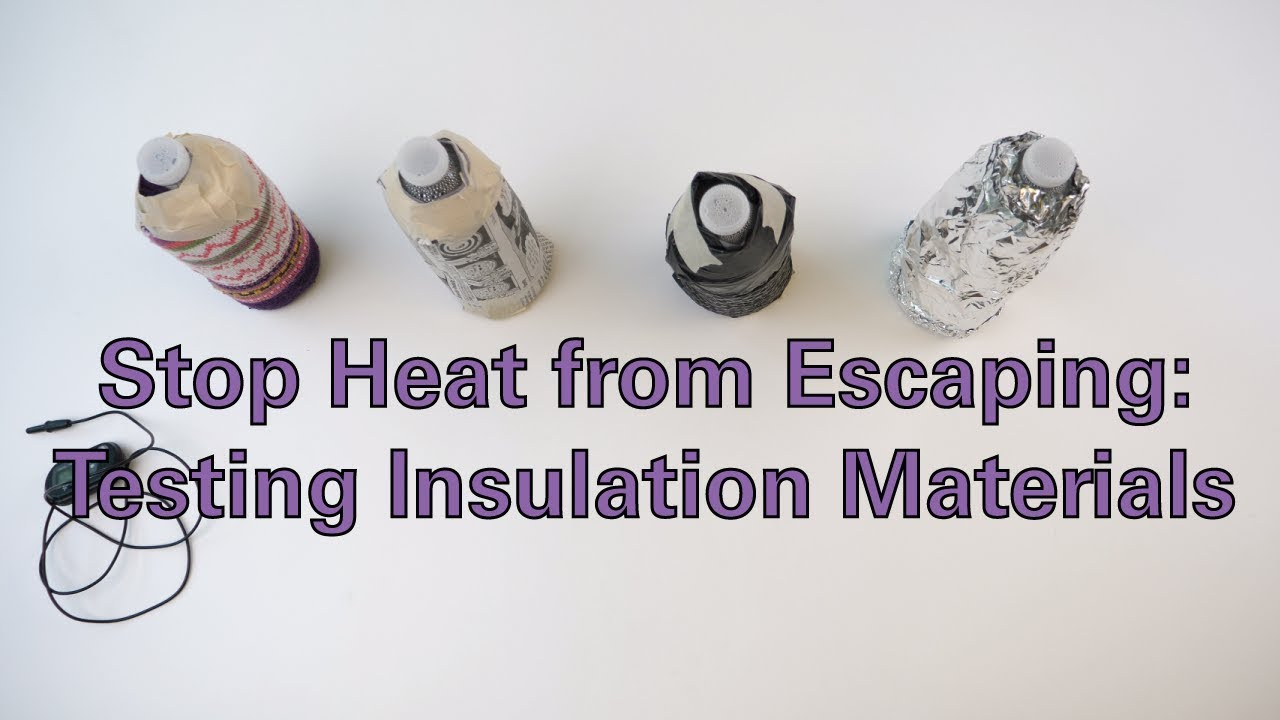 Stop Heat from Escaping:
Testing Insulation Materials